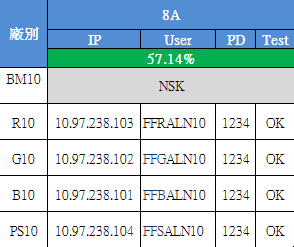 廠別 8A
IP User PD Test
57.14%
BM10 NSK
R10 10.97.238.103 FFRALN10 1234 OK
G10 10.97.238.102 FFGALN10 1234 OK
B10 10.97.238.101 FFBALN10 1234 OK
PS10 10.97.238.104 FFSALN10 1234 OK